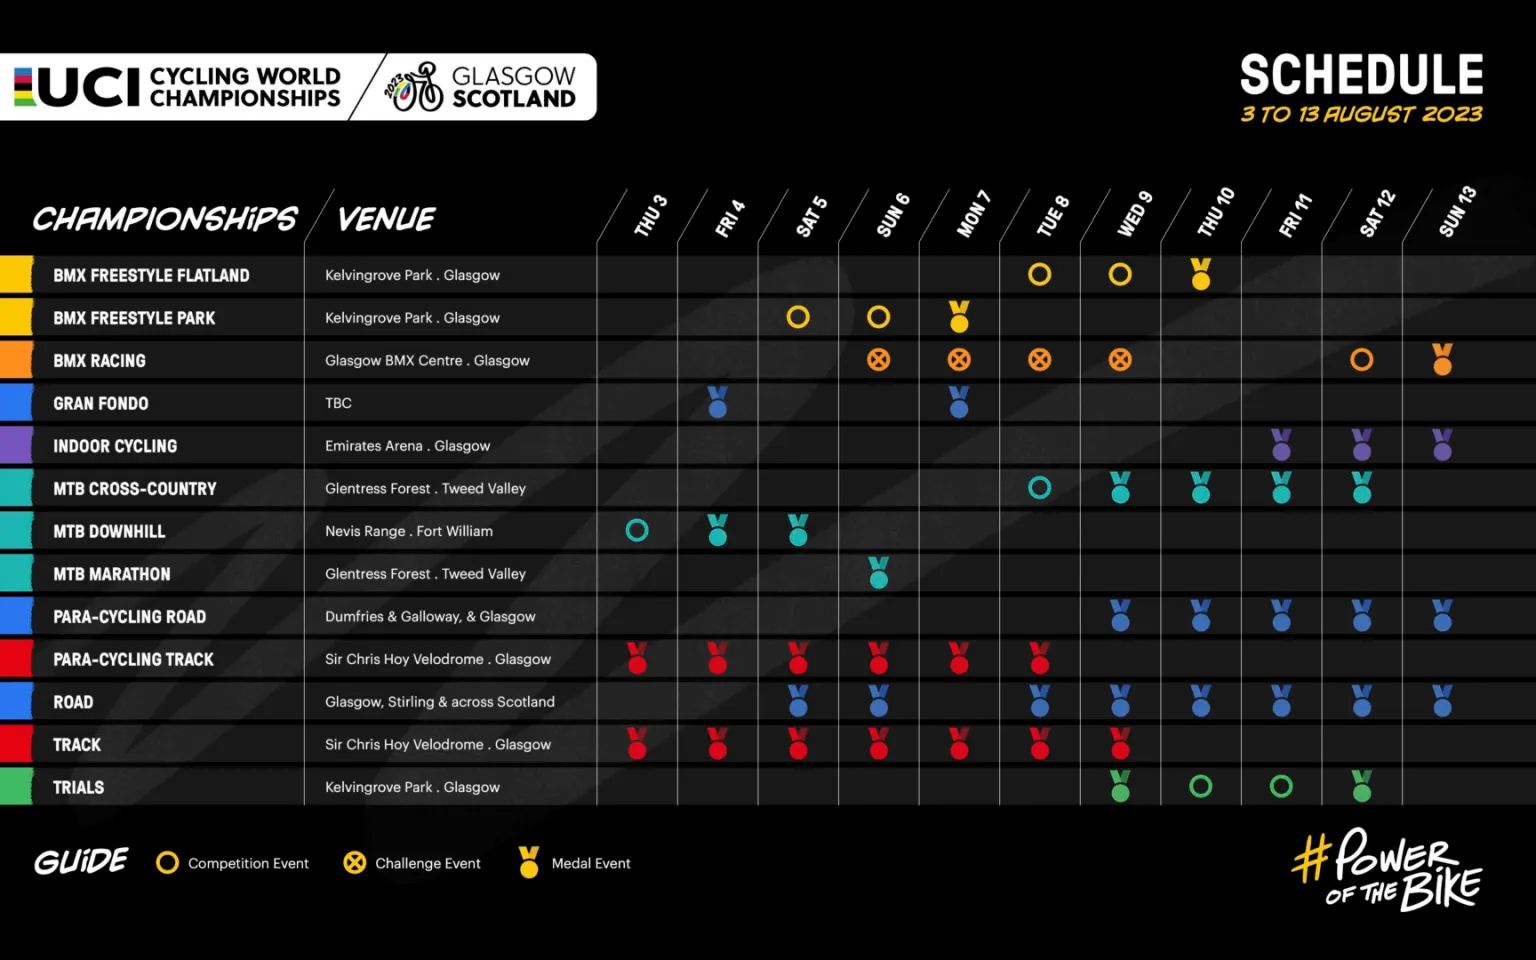 UCI CYCLING WORLD CHAMPIONSHIPS
2023 GLASGOW SCOTLAND
SCHEDULE
3 TO 13 AUGUST 2023
CHAMPIONSHIPS VENUE THU 3 FRI 4 SAT 5 SUN 6 MON 7 TUE 8 WED 9 THU 10 FRI 11 SAT 12 SUN 13
BMX FREESTYLE FLATLAND Kelvingrove Park . Glasgow
BMX FREESTYLE PARK Kelvingrove Park . Glasgow
BMX RACING Glasgow BMX Centre . Glasgow
GRAN FONDO TBC
INDOOR CYCLING Emirates Arena . Glasgow
MTB CROSS-COUNTRY Glentress Forest . Tweed Valley
MTB DOWNHILL Nevis Range . Fort William
MTB MARATHON Glentress Forest . Tweed Valley
PARA-CYCLING ROAD Dumfries & Galloway, & Glasgow
PARA-CYCLING TRACK Sir Chris Hoy Velodrome . Glasgow
ROAD Glasgow, Stirling & across Scotland
TRACK Sir Chris Hoy Velodrome . Glasgow
TRIALS Kelvingrove Park . Glasgow
GUIDE Competition Event Challenge Event Medal Event
#POWER
OF THE BIKE